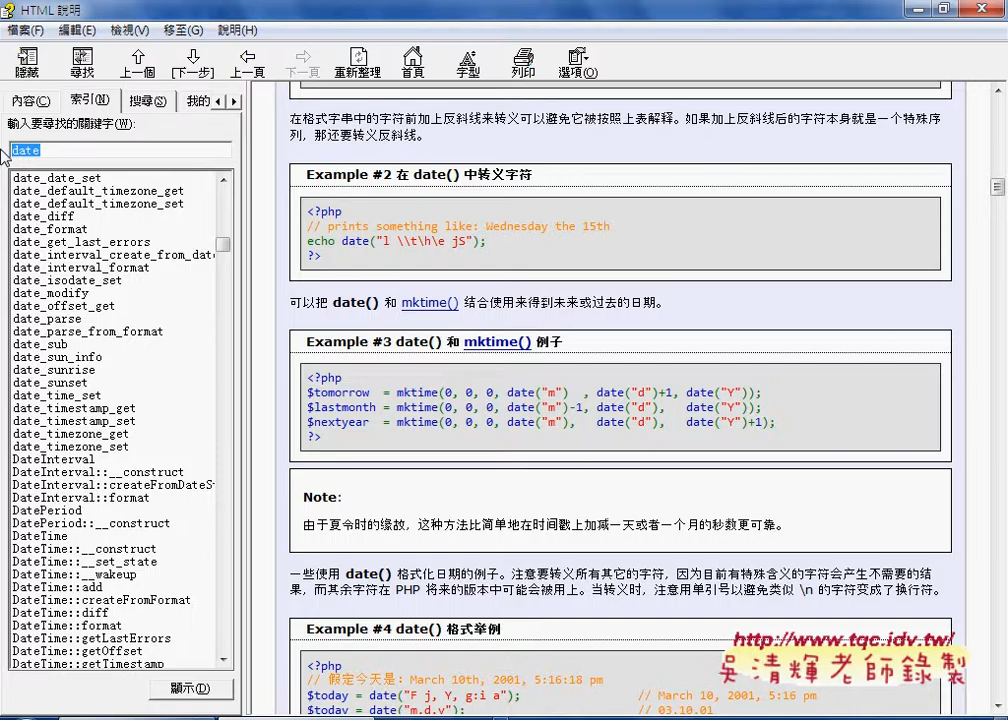 HTML 說明
檔案(F) 編輯(E) 檢視(V) 移至(G) 說明(H)
隱藏 尋找 上一個 [下一步] 上一頁 下一頁 重新整理 首頁 字型 列印 選項(O)
內容(C) 索引(N) 搜尋(S) 我的
輸入要尋找的關鍵字(W):
date
date_date_set
date_default_timezone_get
date_default_timezone_set
date_diff
date_format
date_get_last_errors
date_interval_create_from_date
date_interval_format
date_isodate_set
date_modify
date_offset_get
date_parse
date_parse_from_format
date_sub
date_sun_info
date_sunrise
date_sunset
date_time_set
date_timestamp_get
date_timestamp_set
date_timezone_get
date_timezone_set
DateInterval
DateInterval::__construct
DateInterval::createFromDateS
DateInterval::format
DatePeriod
DatePeriod::__construct
DateTime
DateTime::__construct
DateTime::__set_state
DateTime::__wakeup
DateTime::add
DateTime::createFromFormat
DateTime::diff
DateTime::format
DateTime::getLastErrors
DateTime::getOffset
DateTime::getTimestamp
顯示(D)
在格式字串中的字符前加上反斜线来转义可以避免它被按照上表解释。如果加上反斜线后的字符本身就是一个特殊序
列，那还要转义反斜线。
Example #2 在 date() 中转义字符
<?php
// prints something like: Wednesday the 15th
echo date("l \\t\h\e jS");
?>
可以把 date() 和 mktime() 结合使用来得到未来或过去的日期。
Example #3 date() 和 mktime() 例子
<?php
$tomorrow  = mktime(0, 0, 0, date("m")  , date("d")+1, date("Y"));
$lastmonth = mktime(0, 0, 0, date("m")-1, date("d"),   date("Y"));
$nextyear  = mktime(0, 0, 0, date("m"),   date("d"),   date("Y")+1);
?>
Note:
由于夏令时的缘故，这种方法比简单地在时间戳上加减一天或者一个月的秒数更可靠。
一些使用 date() 格式化日期的例子。注意要转义所有其它的字符，因为目前有特殊含义的字符会产生不需要的结
果，而其余字符在 PHP 将来的版本中可能会被用上。当转义时，注意用单引号以避免类似 \n 的字符变成了换行符。
Example #4 date() 格式举例
<?php
// 假定今天是：March 10th, 2001, 5:16:18 pm
$today = date("F j, Y, g:i a"); // March 10, 2001, 5:16 pm
$today = date("m.d.y"); // 03.10.01
http://www.tqc.idv.tw/
吳清輝老師錄製